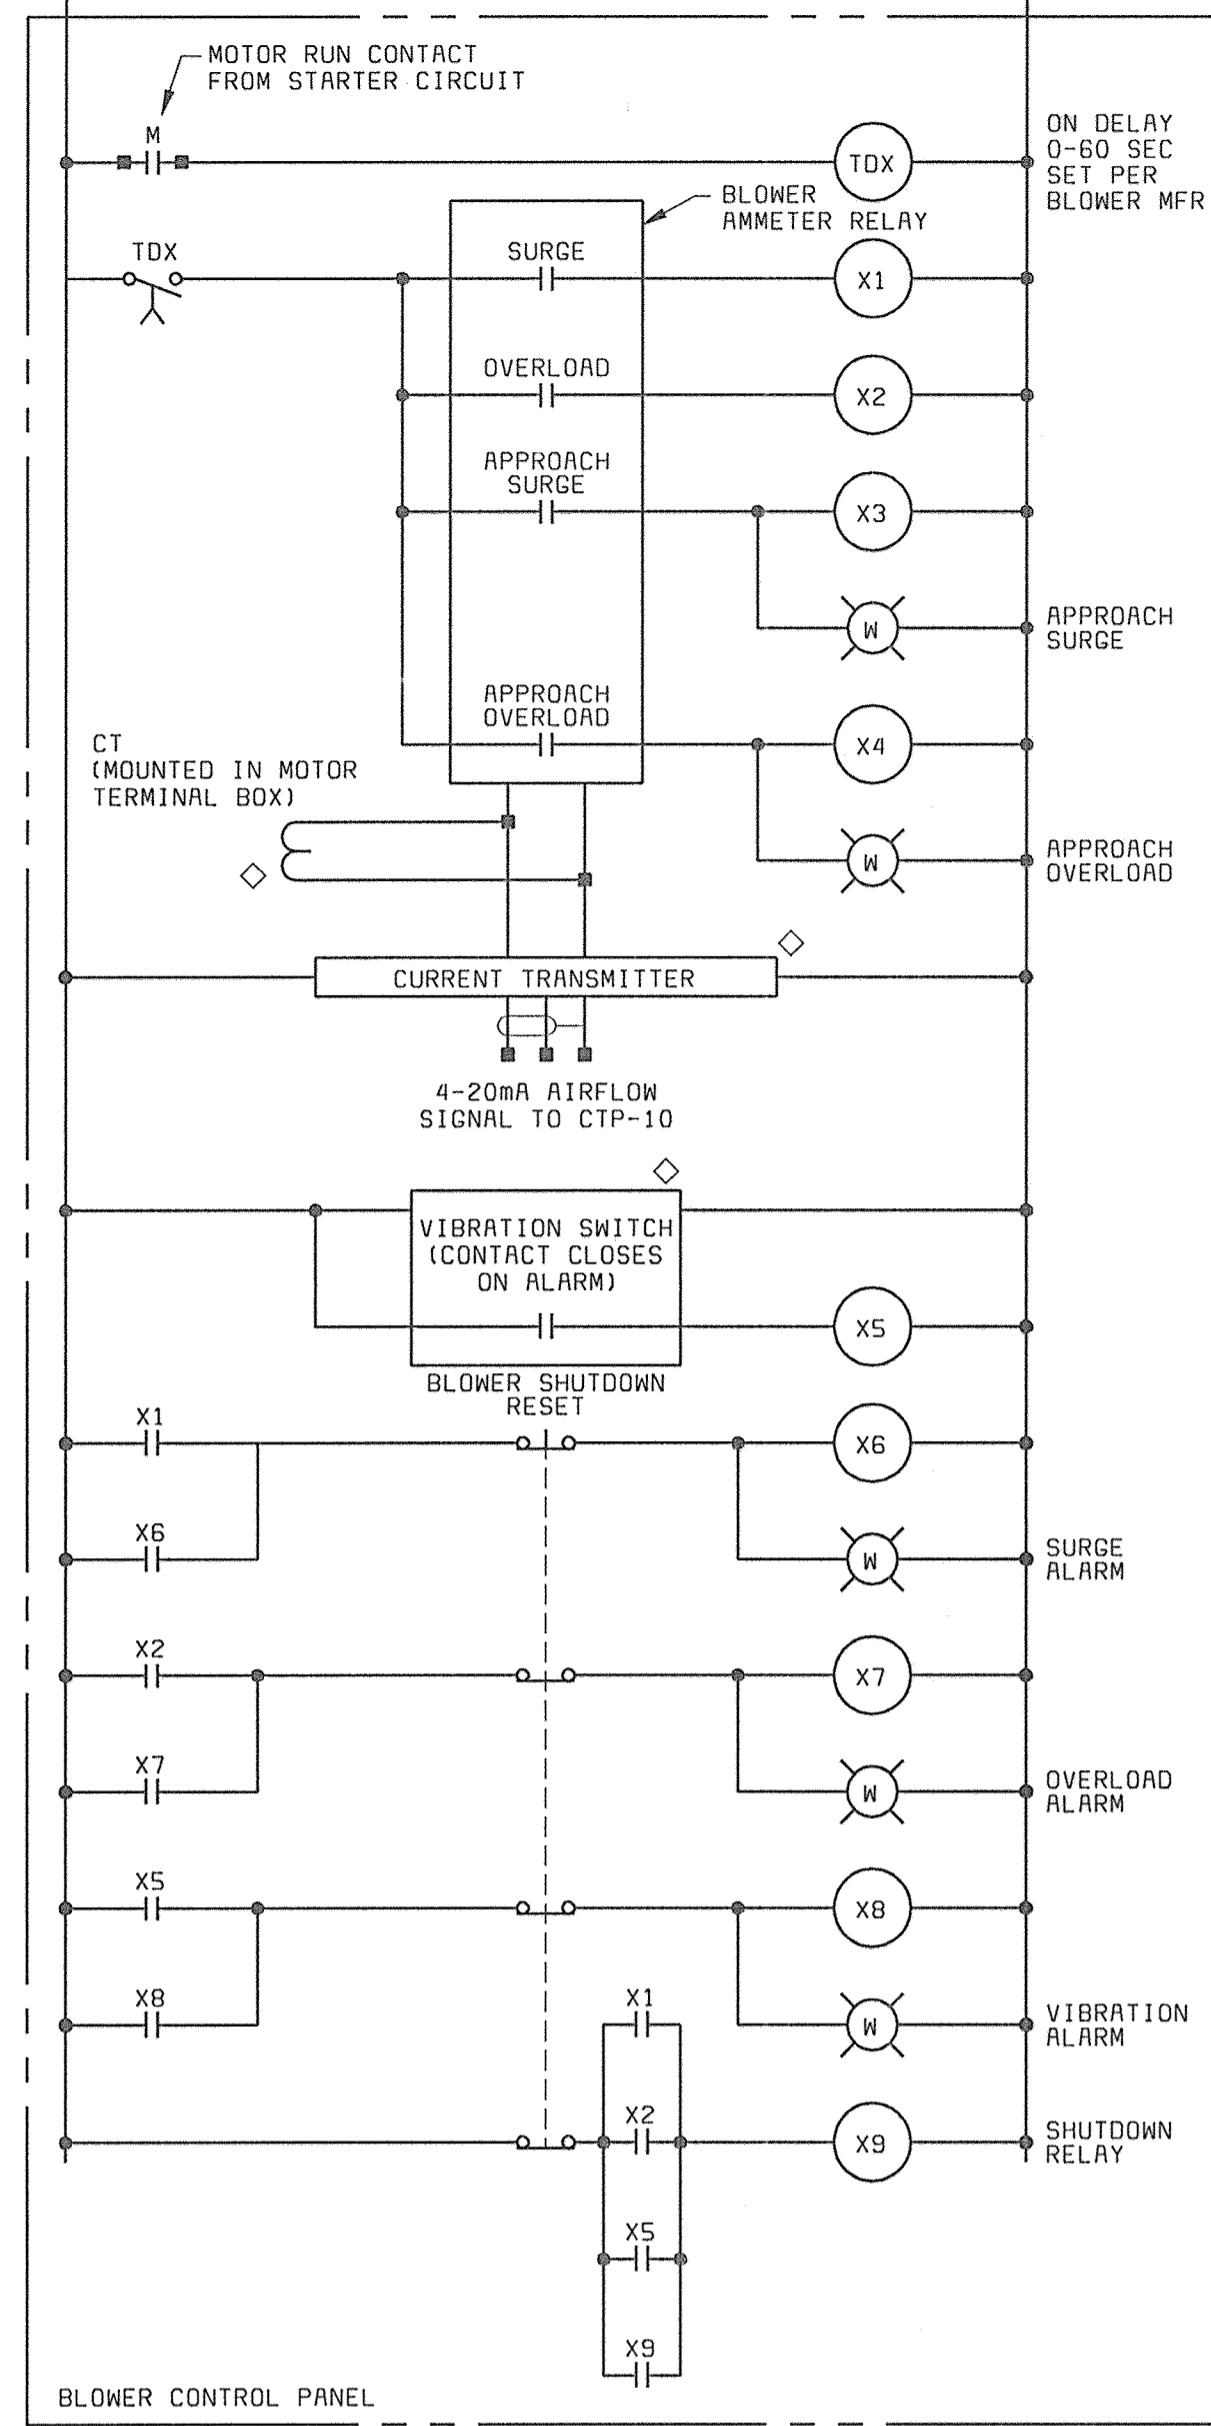 MOTOR RUN CONTACT
FROM STARTER CIRCUIT
M
TDX
ON DELAY
0-60 SEC
SET PER
BLOWER MFR
BLOWER
AMMETER RELAY
TDX
SURGE
X1
OVERLOAD
X2
APPROACH
SURGE
X3
W
APPROACH
SURGE
APPROACH
OVERLOAD
X4
CT
(MOUNTED IN MOTOR
TERMINAL BOX)
W
APPROACH
OVERLOAD
CURRENT TRANSMITTER
4-20mA AIRFLOW
SIGNAL TO CTP-10
VIBRATION SWITCH
(CONTACT CLOSES
ON ALARM)
X5
BLOWER SHUTDOWN
RESET
X1
X6
X6
W
SURGE
ALARM
X2
X7
X7
W
OVERLOAD
ALARM
X5
X8
X8
X1
W
VIBRATION
ALARM
X2
X9
SHUTDOWN
RELAY
X5
X9
BLOWER CONTROL PANEL